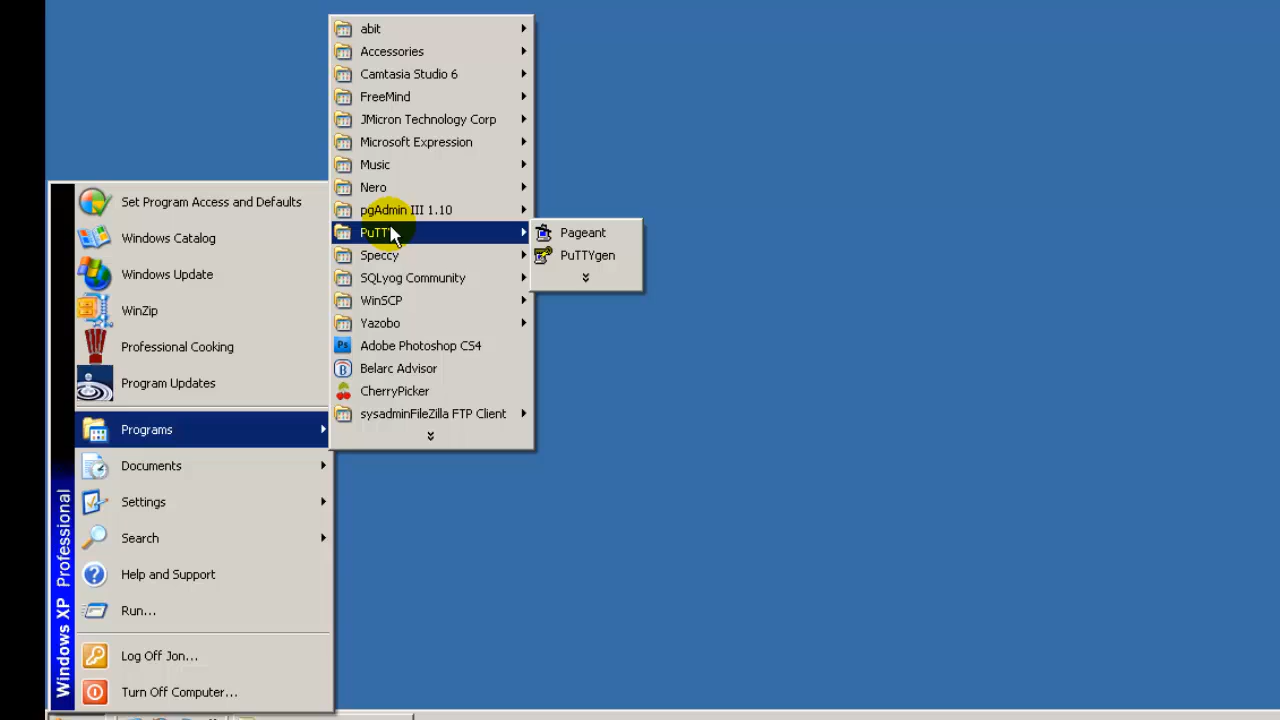 abit
Accessories
Camtasia Studio 6
FreeMind
JMicron Technology Corp
Microsoft Expression
Music
Nero
pgAdmin III 1.10
PuTTY
Speccy
SQLyog Community
WinSCP
Yazobo
Ps Adobe Photoshop CS4
Belarc Advisor
CherryPicker
sysadminFileZilla FTP Client
Pageant
PuTTYgen
Set Program Access and Defaults
Windows Catalog
Windows Update
WinZip
Professional Cooking
Program Updates
Programs
Documents
Settings
Search
Help and Support
Run...
Log Off Jon...
Turn Off Computer...
Windows XP Professional